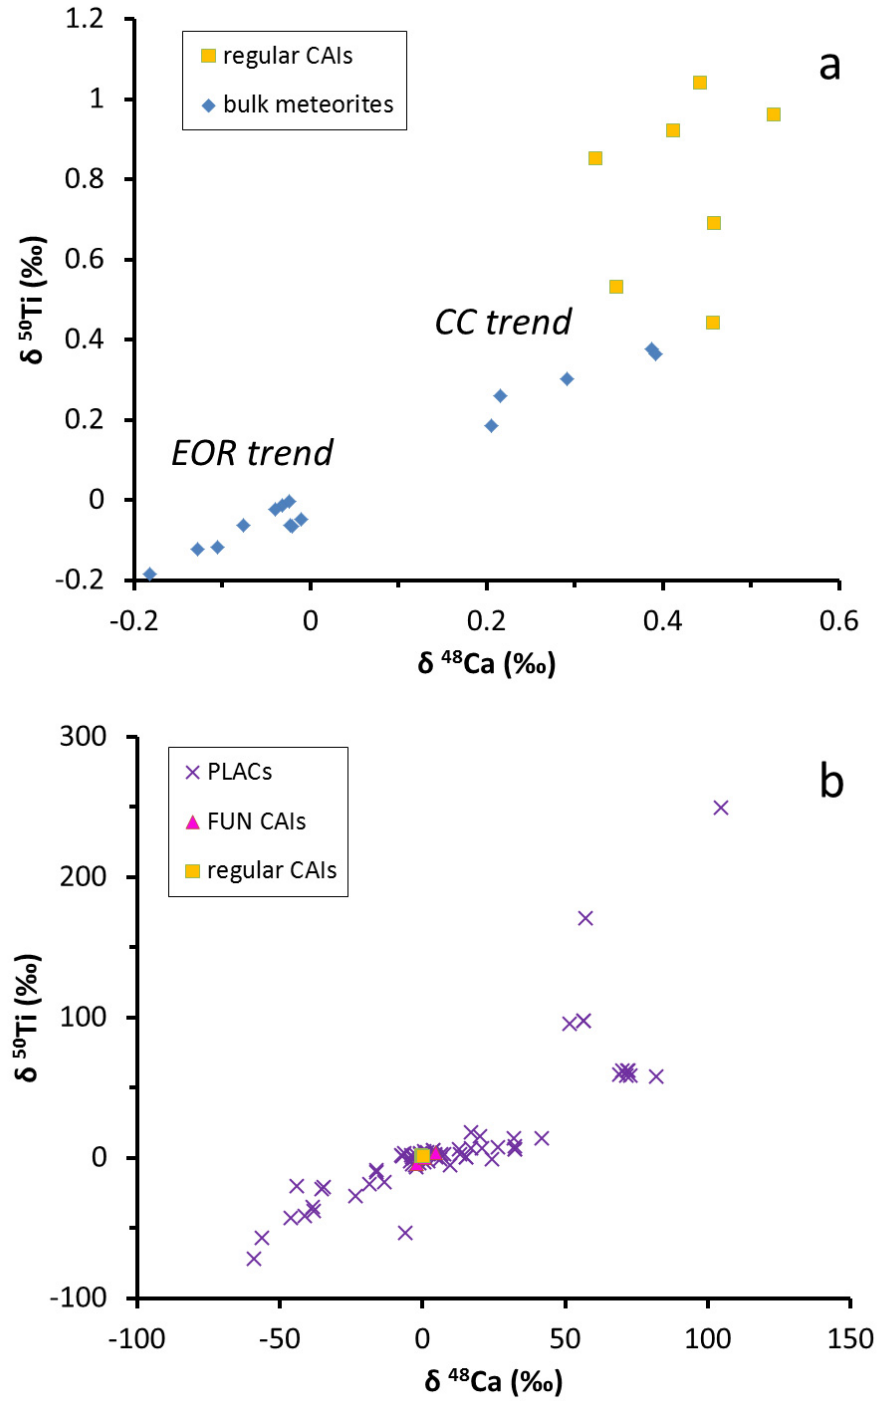 1.2
a
regular CAIs
bulk meteorites
1
0.8
0.6
0.4
0.2
0
-0.2
δ ⁵⁰Ti (‰)
CC trend
EOR trend
-0.2 0 0.2 0.4 0.6
δ ⁴⁸Ca (‰)
300
b
PLACs
FUN CAIs
regular CAIs
200
100
0
-100
δ ⁵⁰Ti (‰)
-100 -50 0 50 100 150
δ ⁴⁸Ca (‰)